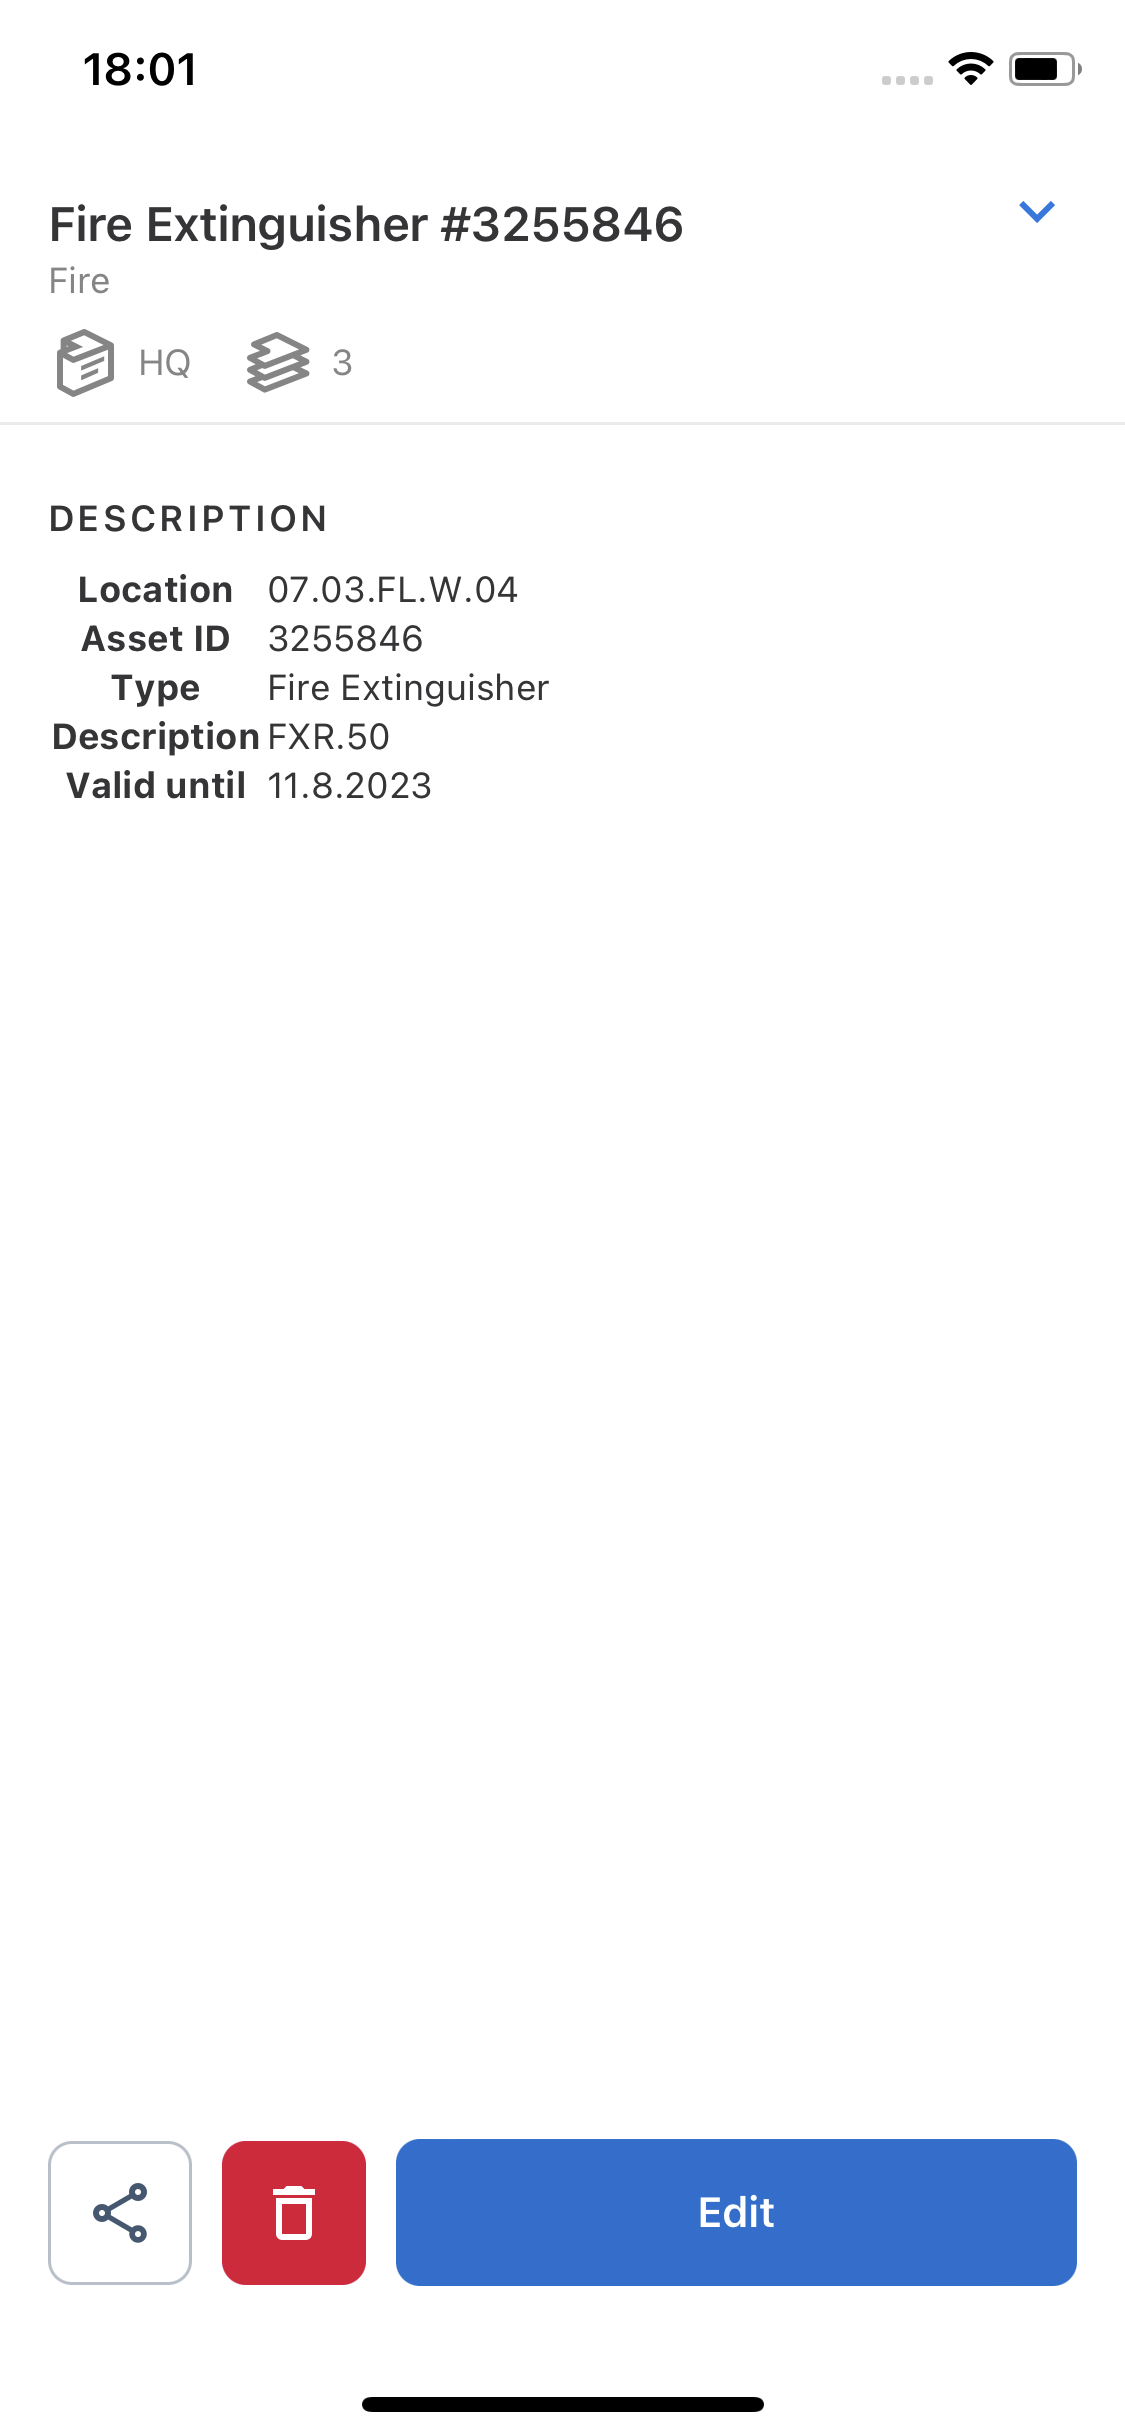 18:01
Fire Extinguisher #3255846
Fire
HQ 3
DESCRIPTION
Location 07.03.FL.W.04
Asset ID 3255846
Type Fire Extinguisher
Description FXR.50
Valid until 11.8.2023
Edit